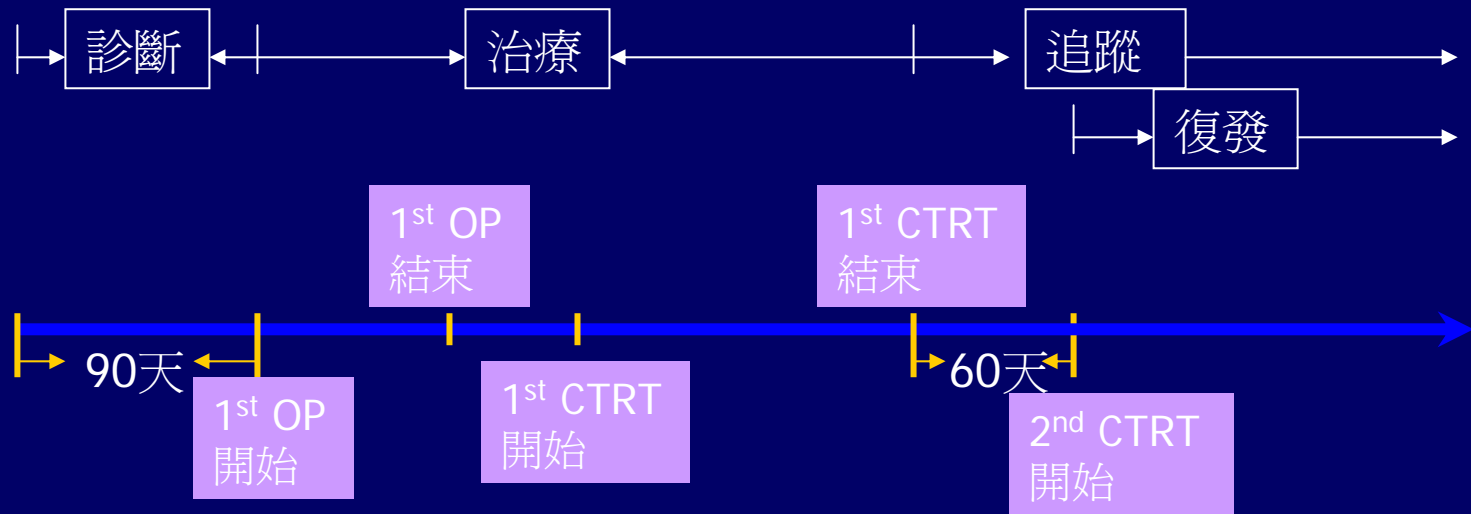 診斷
治療
追蹤
復發
1st OP
結束
1st CTRT
結束
90天
60天
1st OP
開始
1st CTRT
開始
2nd CTRT
開始